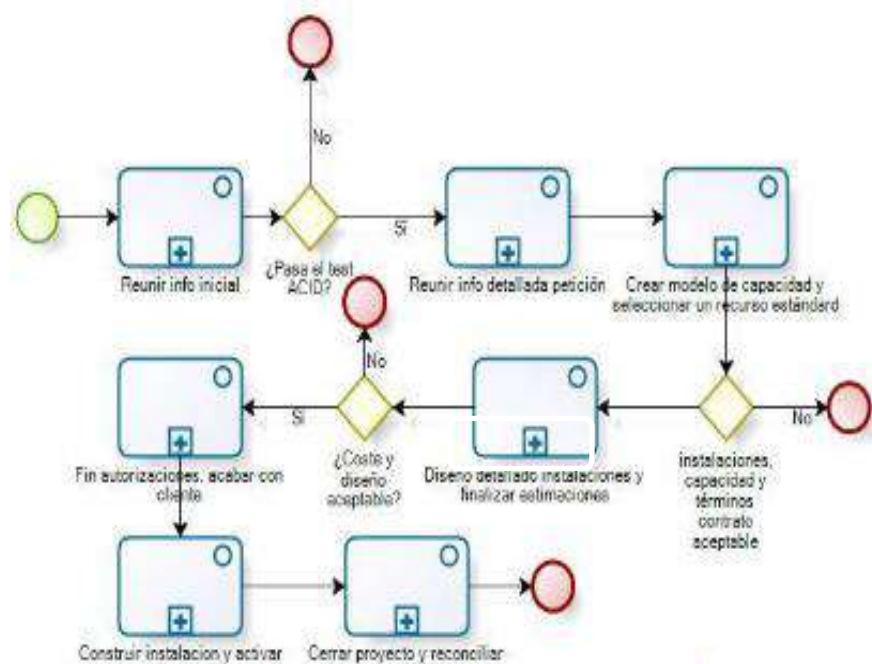 No
Sí
Reunir info inicial
¿Pasa el test
ACID?
Reunir info detallada petición
Crear modelo de capacidad y
seleccionar un recurso estándard
No
Sí
No
Fin autorizaciones, acabar con
cliente
¿Coste y
diseño
aceptable?
Diseño detallado instalaciones y
finalizar estimaciones
instalaciones,
capacidad y
términos
contrato
aceptable
Construir instalacion y activar
Cerrar proyecto y reconciliar